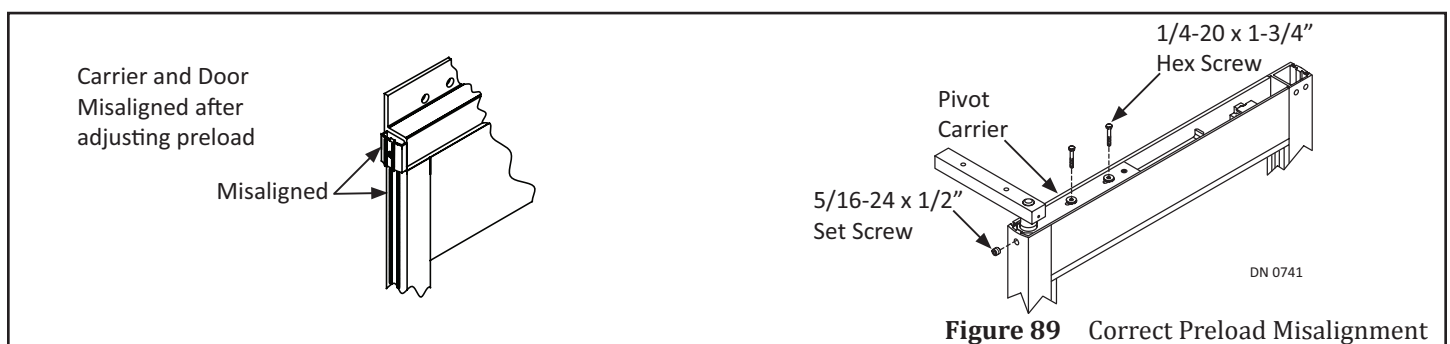 Carrier and Door
Misaligned after
adjusting preload
Misaligned
1/4-20 x 1-3/4”
Hex Screw
Pivot
Carrier
5/16-24 x 1/2”
Set Screw
DN 0741
Figure 89 Correct Preload Misalignment